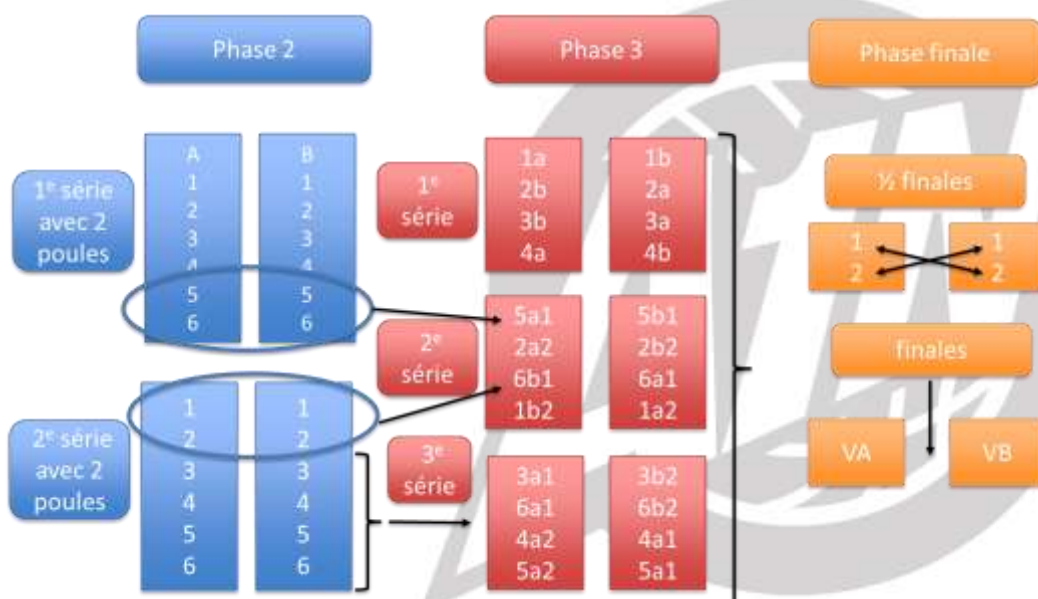 Phase 2
Phase 3
Phase finale
1e série
avec 2
poules
A
1
2
3
4
5
6
B
1
2
3
4
5
6
2e série
avec 2
poules
1
2
3
4
5
6
1
2
3
4
5
6
1e
série
1a
2b
3b
4a
1b
2a
3a
4b
2e
série
5a1
2a2
6b1
1b2
5b1
2b2
6a1
1a2
3e
série
3a1
6a1
4a2
5a2
3b2
6b2
4a1
5a1
½ finales
1
2
1
2
finales
VA
VB